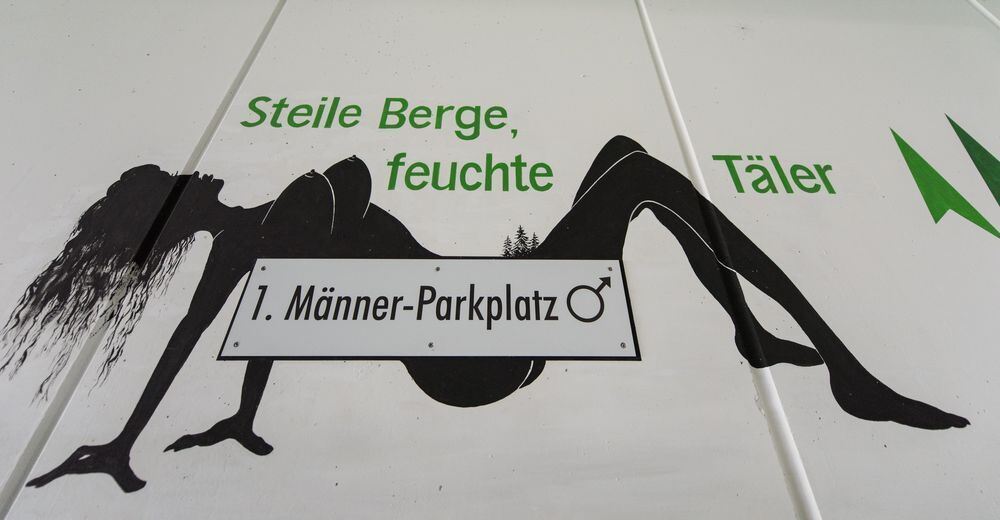 Steile Berge,
feuchte Täler
1. Männer-Parkplatz ♂